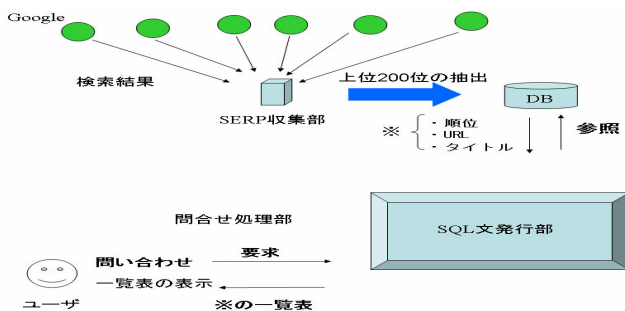 Google
検索結果
SERP収集部
上位200位の抽出
DB
※
・順位
・URL
・タイトル
参照
問合せ処理部
SQL文発行部
問い合わせ
要求
一覧表の表示
※の一覧表
ユーザ